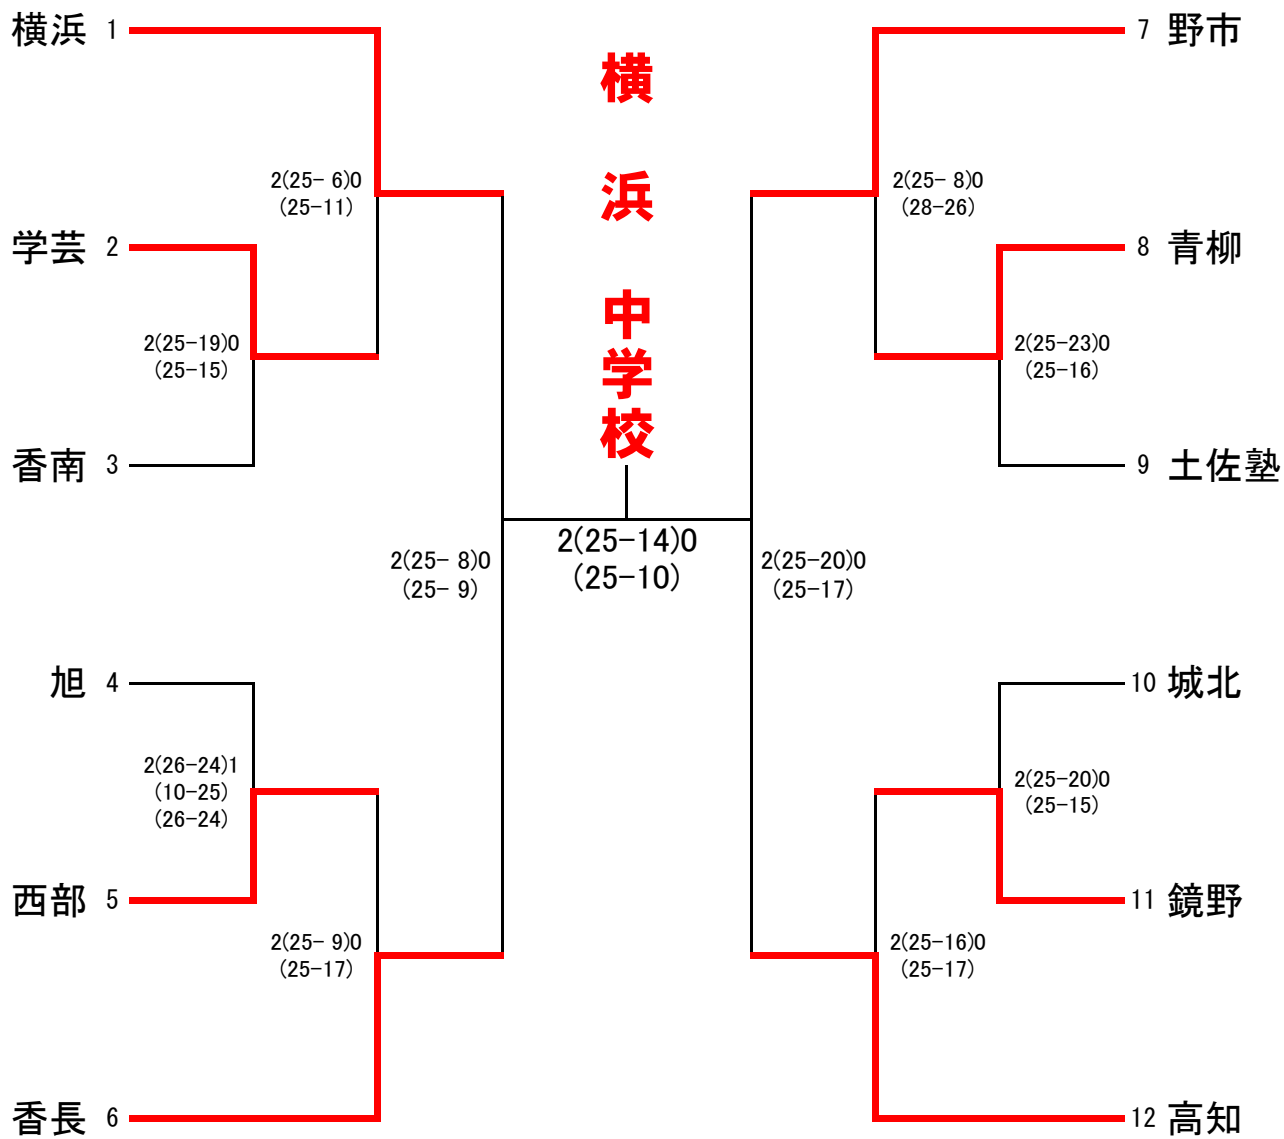 横浜 1
学芸 2
香南 3
旭 4
西部 5
香長 6
2(25- 6)0
(25-11)
2(25-19)0
(25-15)
2(26-24)1
(10-25)
(26-24)
2(25- 9)0
(25-17)
2(25- 8)0
(25- 9)
横浜中学校
2(25-14)0
(25-10)
2(25-20)0
(25-17)
2(25- 8)0
(28-26)
2(25-23)0
(25-16)
2(25-20)0
(25-15)
2(25-16)0
(25-17)
7 野市
8 青柳
9 土佐塾
10 城北
11 鏡野
12 高知